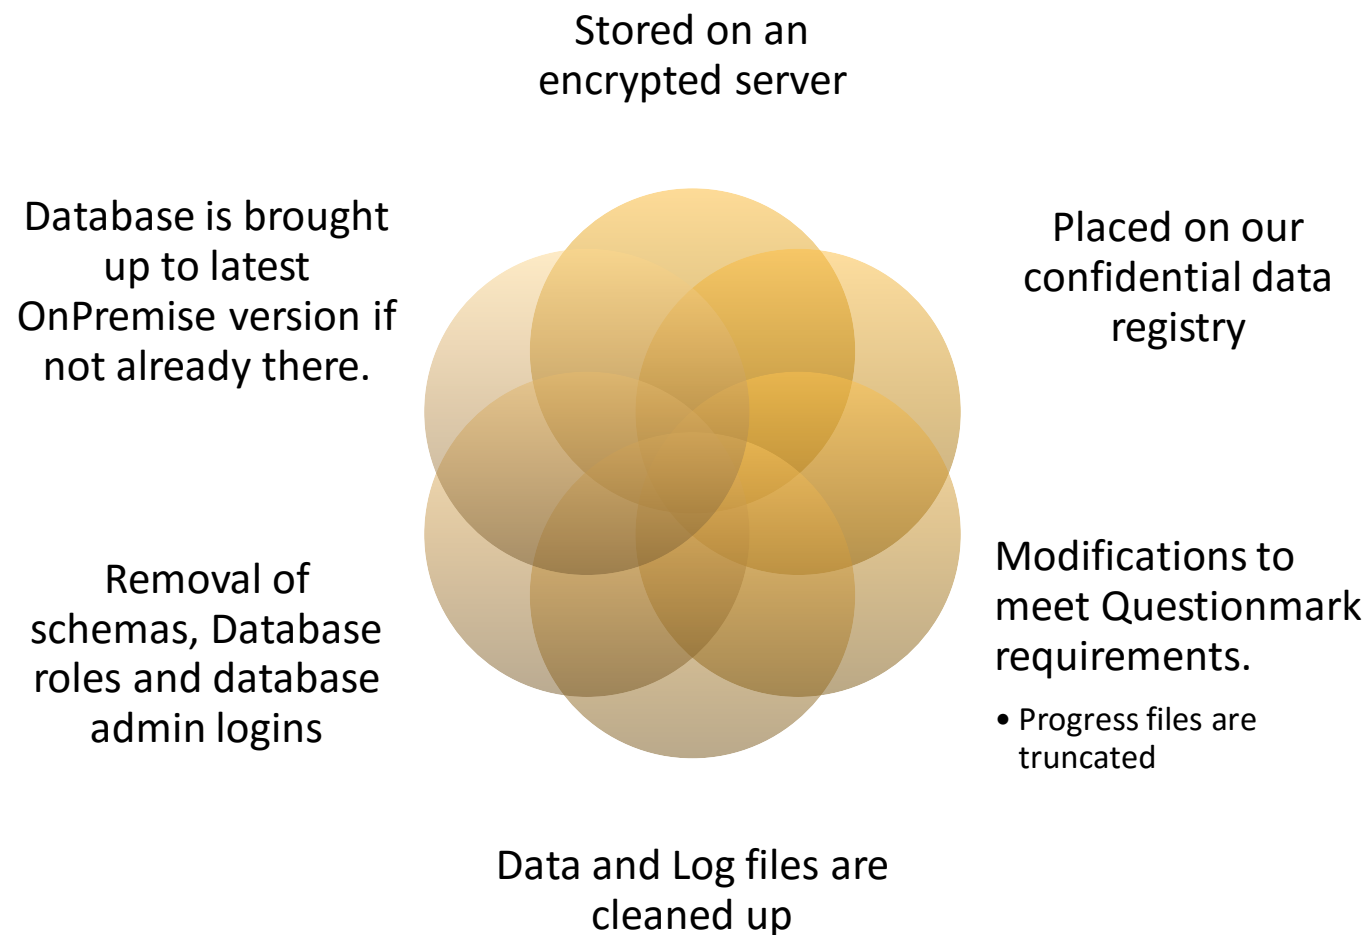 Stored on an
encrypted server
Placed on our
confidential data
registry
Modifications to
meet Questionmark
requirements.
• Progress files are
truncated
Data and Log files are
cleaned up
Removal of
schemas, Database
roles and database
admin logins
Database is brought
up to latest
OnPremise version if
not already there.